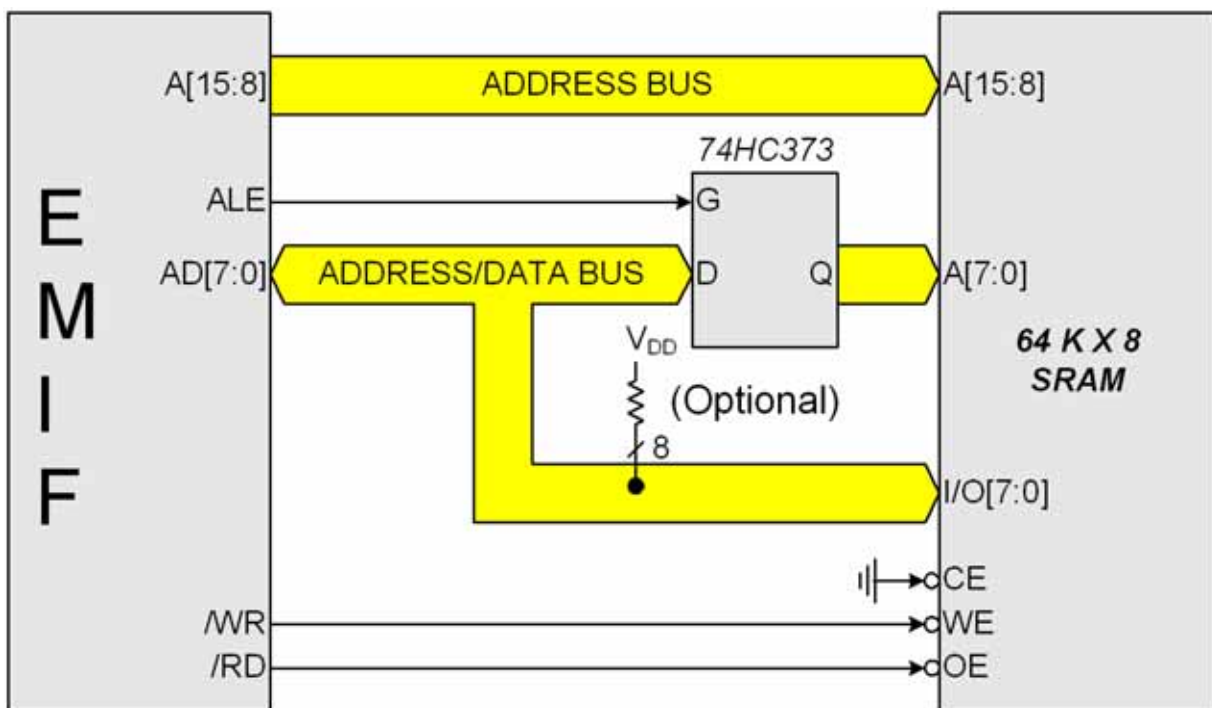 A[15:8]
ADDRESS BUS
A[15:8]
74HC373
ALE
G
EMIF
AD[7:0]
ADDRESS/DATA BUS
D
Q
A[7:0]
VDD
(Optional)
64 K X 8
SRAM
8
I/O[7:0]
CE
/WR
WE
/RD
OE